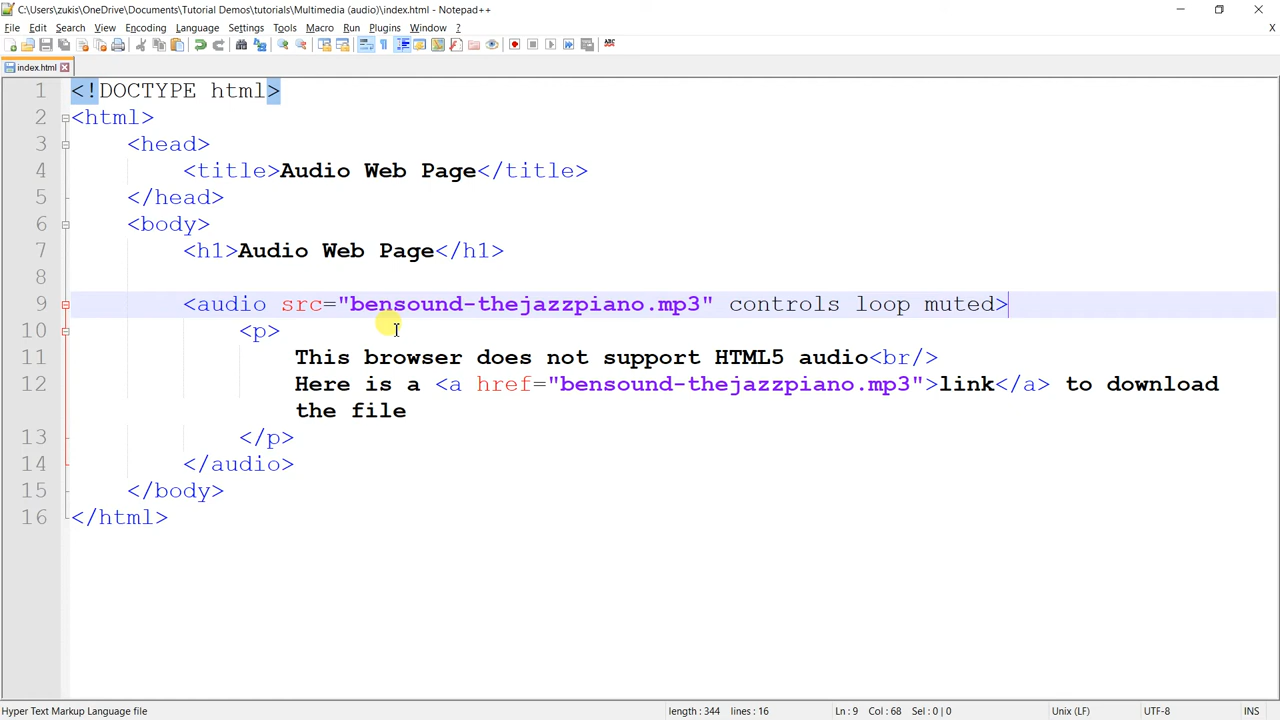 C:\Users\zukis\OneDrive\Documents\Tutorial Demos\tutorials\Multimedia (audio)\index.html - Notepad++
File Edit Search View Encoding Language Settings Tools Macro Run Plugins Window ? X
index.html
1 <!DOCTYPE html>
2 <html>
3 <head>
4 <title>Audio Web Page</title>
5 </head>
6 <body>
7 <h1>Audio Web Page</h1>
8
9 <audio src="bensound-thejazzpiano.mp3" controls loop muted>
10 <p>
11 This browser does not support HTML5 audio<br/>
12 Here is a <a href="bensound-thejazzpiano.mp3">link</a> to download
the file
13 </p>
14 </audio>
15 </body>
16 </html>
Hyper Text Markup Language file length : 344 lines : 16 Ln : 9 Col : 68 Sel : 0 | 0 Unix (LF) UTF-8 INS